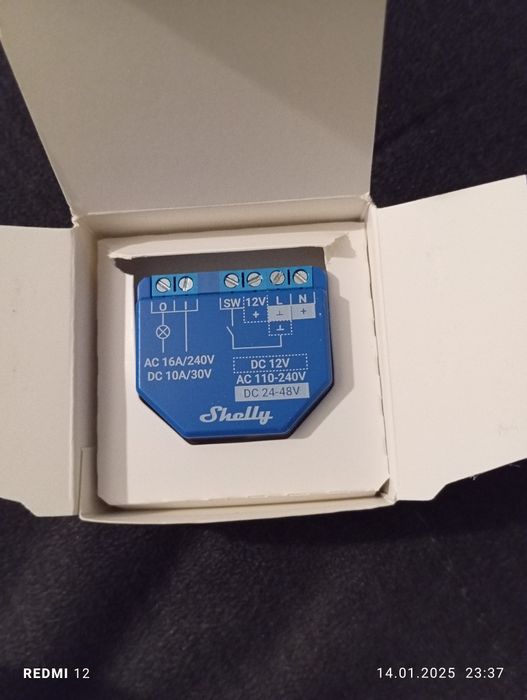 O I SW 12V L N
+ ⊥ +
⊥
AC 16A/240V
DC 10A/30V
DC 12V
AC 110-240V
DC 24-48V
Shelly
REDMI 12
14.01.2025 23:37